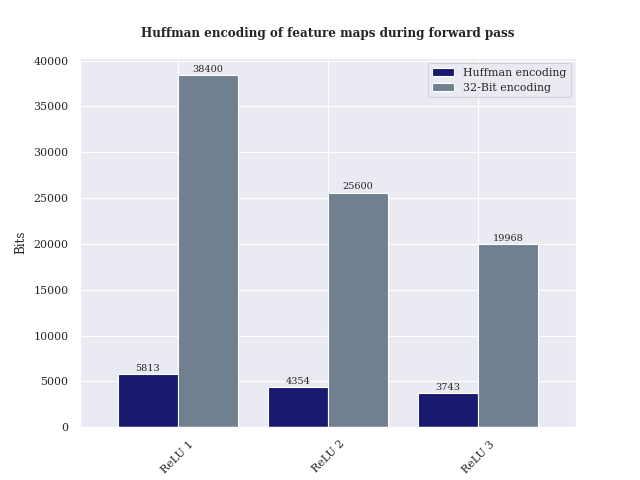 Huffman encoding of feature maps during forward pass
Huffman encoding
32-Bit encoding
Bits
40000
35000
30000
25000
20000
15000
10000
5000
0
38400
25600
19968
5813
4354
3743
ReLU 1
ReLU 2
ReLU 3